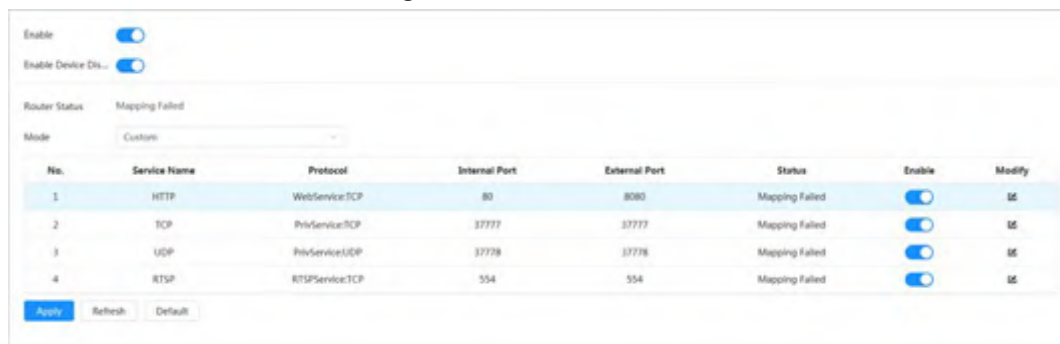 Enable
Enable Device Dis...
Router Status Mapping Failed
Mode Custom
No. Service Name Protocol Internal Port External Port Status Enable Modify
1 HTTP WebService:TCP 80 8080 Mapping Failed
2 TCP PrivService:TCP 37777 37777 Mapping Failed
3 UDP PrivService:UDP 37778 37778 Mapping Failed
4 RTSP RTSPService:TCP 554 554 Mapping Failed
Apply Refresh Default